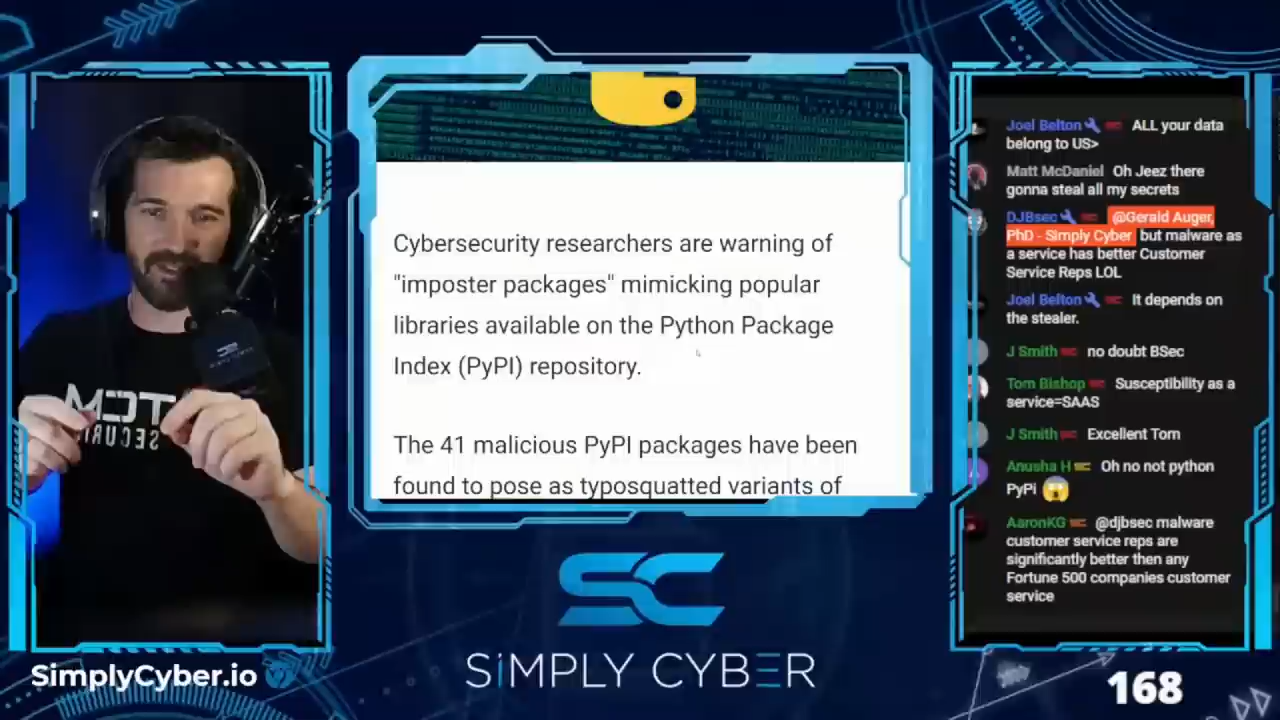 TCM
SECURI
Cybersecurity researchers are warning of
"imposter packages" mimicking popular
libraries available on the Python Package
Index (PyPI) repository.
The 41 malicious PyPI packages have been
found to pose as typosquatted variants of
SC
SiMPLY CYBER
SimplyCyber.io
Joel Belton ALL your data
belong to US>
Matt McDaniel Oh Jeez there
gonna steal all my secrets
DJBsec @Gerald Auger,
PhD - Simply Cyber but malware as
a service has better Customer
Service Reps LOL
Joel Belton It depends on
the stealer.
J Smith no doubt BSec
Tom Bishop Susceptibility as a
service=SAAS
J Smith Excellent Tom
Anusha H Oh no not python
PyPi 😱
AaronKG @djbsec malware
customer service reps are
significantly better then any
Fortune 500 companies customer
service
168